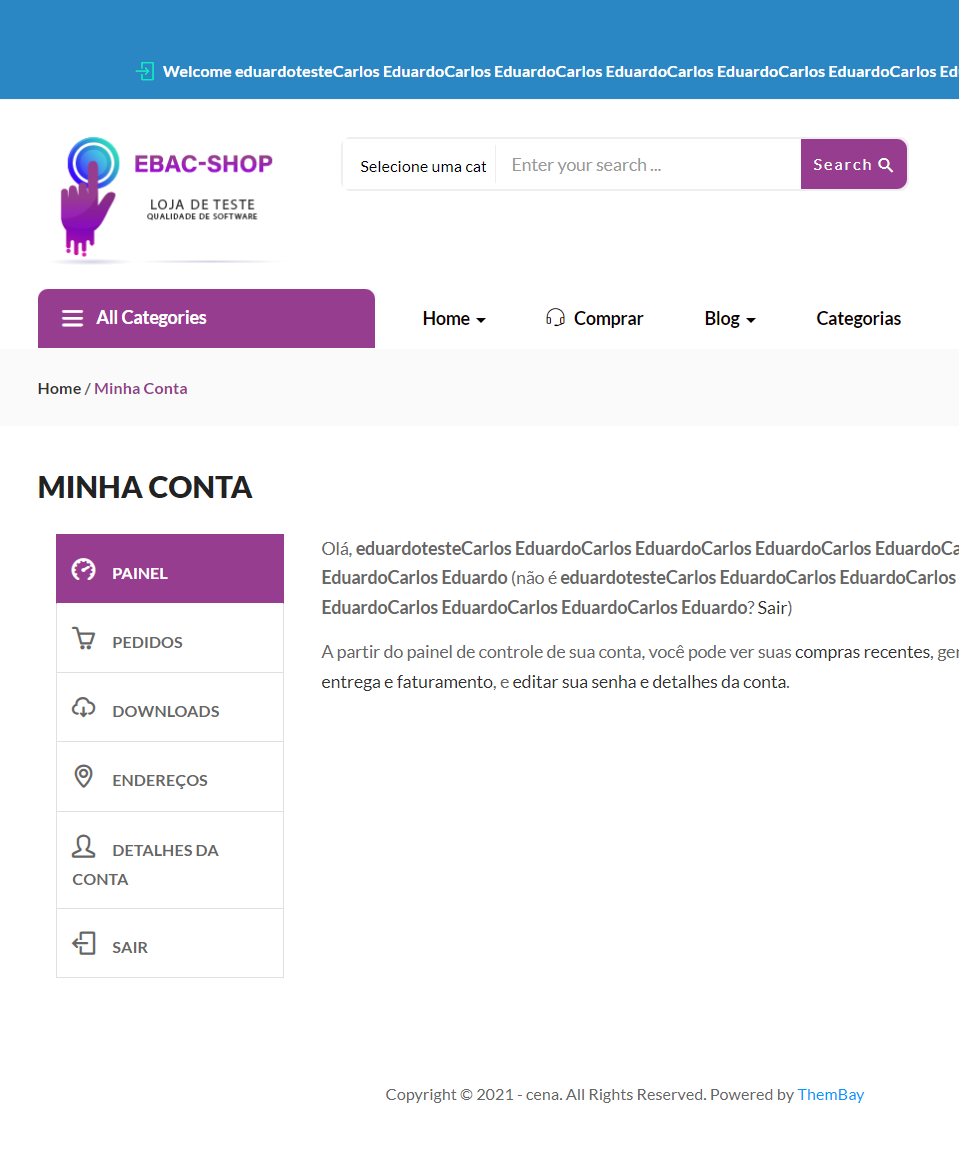 Welcome eduardotesteCarlos EduardoCarlos EduardoCarlos EduardoCarlos EduardoCarlos EduardoCarlos Ed
EBAC-SHOP
LOJA DE TESTE
QUALIDADE DE SOFTWARE
Selecione uma cat
Enter your search ...
Search
All Categories
Home
Comprar
Blog
Categorias
Home / Minha Conta
MINHA CONTA
PAINEL
PEDIDOS
DOWNLOADS
ENDEREÇOS
DETALHES DA
CONTA
SAIR
Olá, eduardotesteCarlos EduardoCarlos EduardoCarlos EduardoCarlos EduardoCa
EduardoCarlos Eduardo (não é eduardotesteCarlos EduardoCarlos EduardoCarlos
EduardoCarlos EduardoCarlos EduardoCarlos Eduardo? Sair)
A partir do painel de controle de sua conta, você pode ver suas compras recentes, ger
entrega e faturamento, e editar sua senha e detalhes da conta.
Copyright © 2021 - cena. All Rights Reserved. Powered by ThemBay